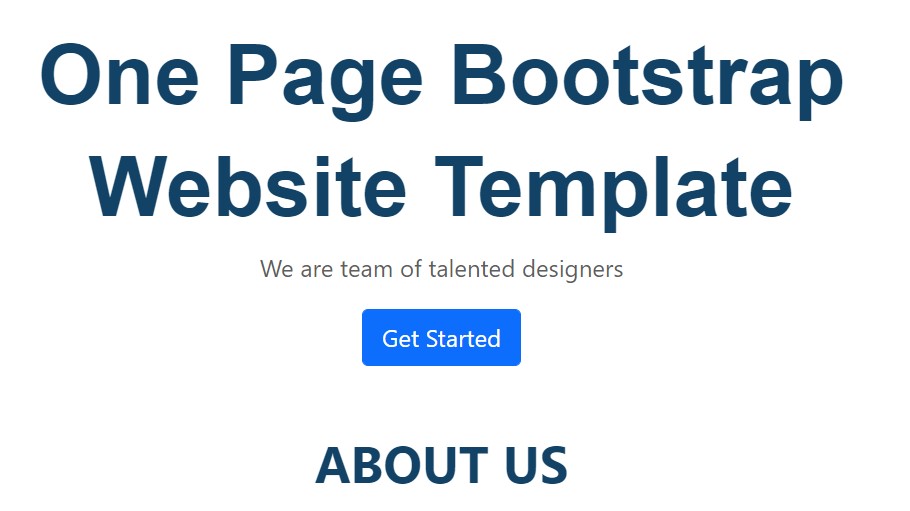 One Page Bootstrap
Website Template
We are team of talented designers
Get Started
ABOUT US